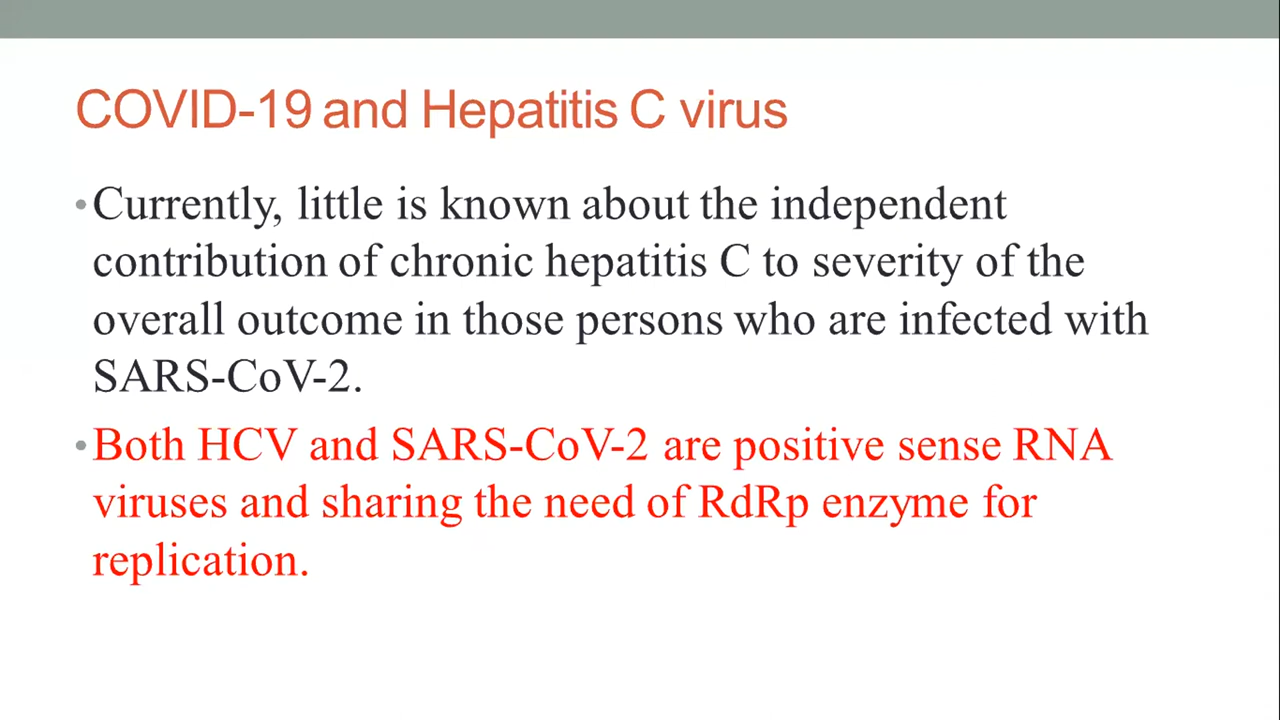 COVID-19 and Hepatitis C virus
•Currently, little is known about the independent
contribution of chronic hepatitis C to severity of the
overall outcome in those persons who are infected with
SARS-CoV-2.
•Both HCV and SARS-CoV-2 are positive sense RNA
viruses and sharing the need of RdRp enzyme for
replication.